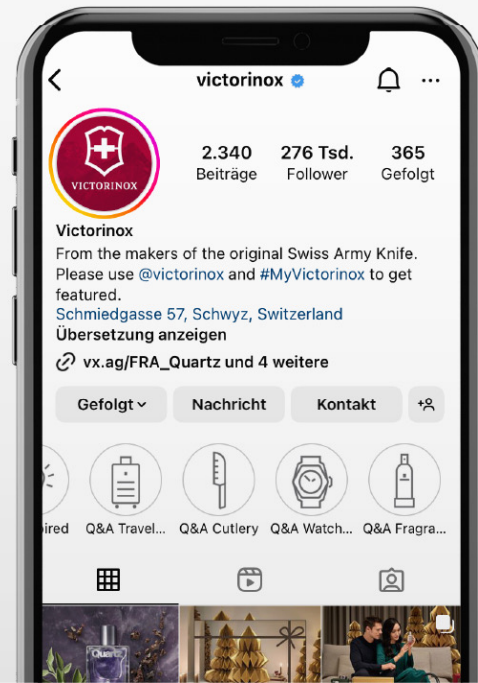 victorinox
2.340 276 Tsd. 365
Beiträge Follower Gefolgt
VICTORINOX
Victorinox
From the makers of the original Swiss Army Knife.
Please use @victorinox and #MyVictorinox to get
featured.
Schmiedgasse 57, Schwyz, Switzerland
Übersetzung anzeigen
vx.ag/FRA_Quartz und 4 weitere
Gefolgt Nachricht Kontakt
ired Q&A Travel... Q&A Cutlery Q&A Watch... Q&A Fragra...
Quartz